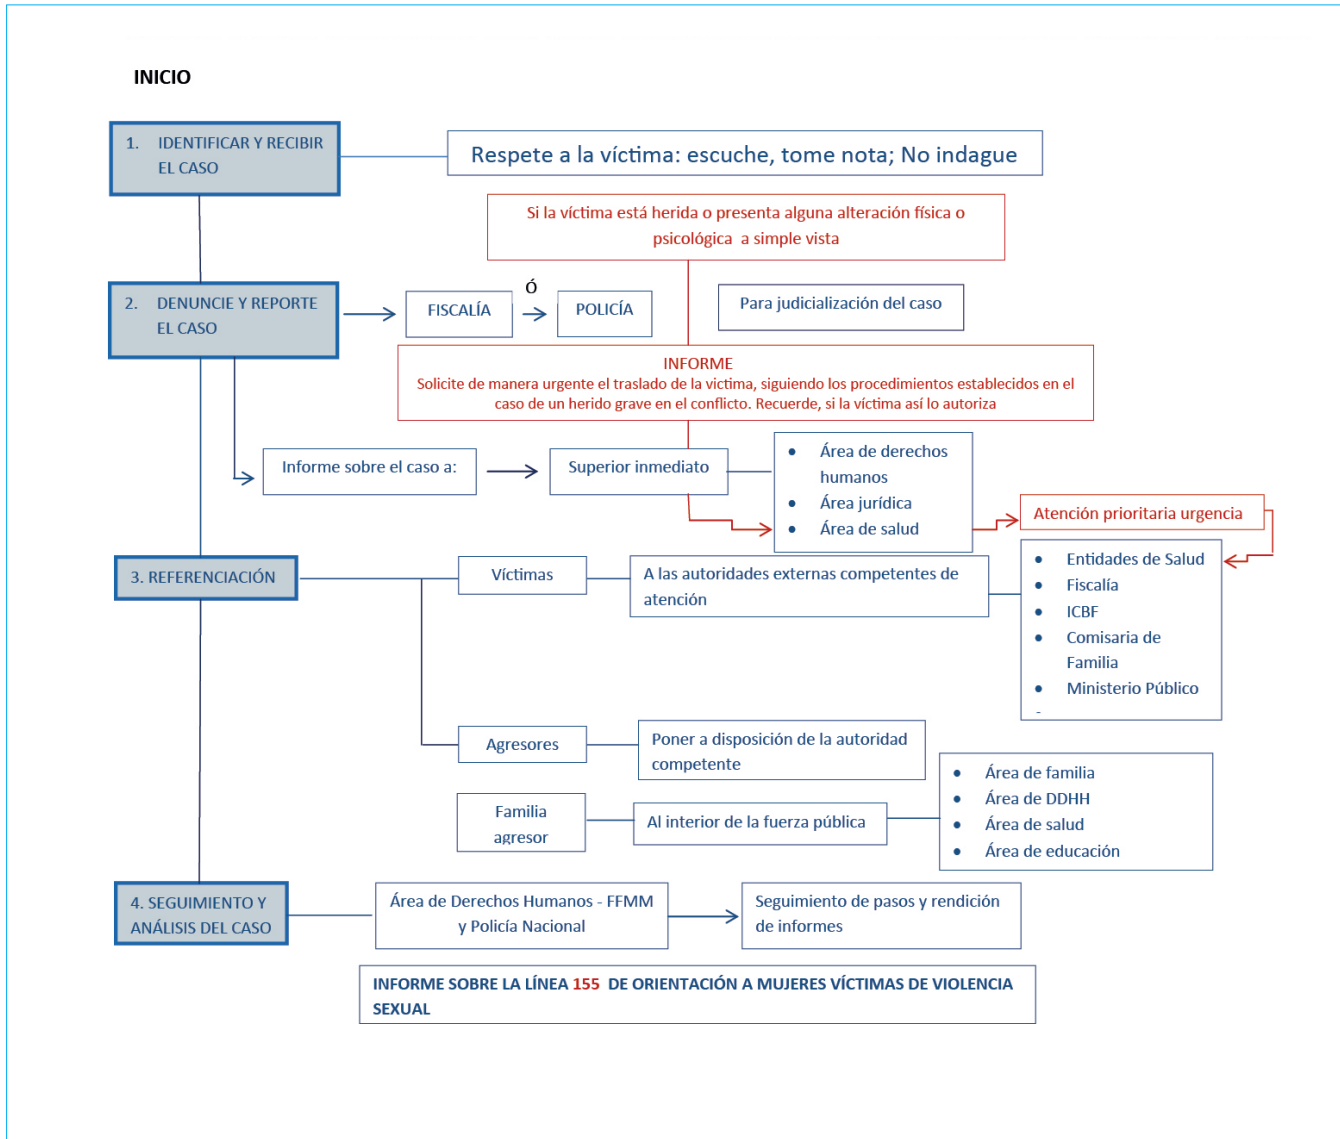 INICIO
1. IDENTIFICAR Y RECIBIR
EL CASO
Respete a la víctima: escuche, tome nota; No indague
Si la víctima está herida o presenta alguna alteración física o
psicológica a simple vista
2. DENUNCIE Y REPORTE
EL CASO
FISCALÍA
Ó
POLICÍA
Para judicialización del caso
INFORME
Solicite de manera urgente el traslado de la victima, siguiendo los procedimientos establecidos en el
caso de un herido grave en el conflicto. Recuerde, si la víctima así lo autoriza
Informe sobre el caso a:
Superior inmediato
• Área de derechos
humanos
• Área jurídica
• Área de salud
Atención prioritaria urgencia
3. REFERENCIACIÓN
Víctimas
A las autoridades externas competentes de
atención
• Entidades de Salud
• Fiscalía
• ICBF
• Comisaria de
Familia
• Ministerio Público
-
Agresores
Poner a disposición de la autoridad
competente
Familia
agresor
Al interior de la fuerza pública
• Área de familia
• Área de DDHH
• Área de salud
• Área de educación
4. SEGUIMIENTO Y
ANÁLISIS DEL CASO
Área de Derechos Humanos - FFMM
y Policía Nacional
Seguimiento de pasos y rendición
de informes
INFORME SOBRE LA LÍNEA 155 DE ORIENTACIÓN A MUJERES VÍCTIMAS DE VIOLENCIA
SEXUAL